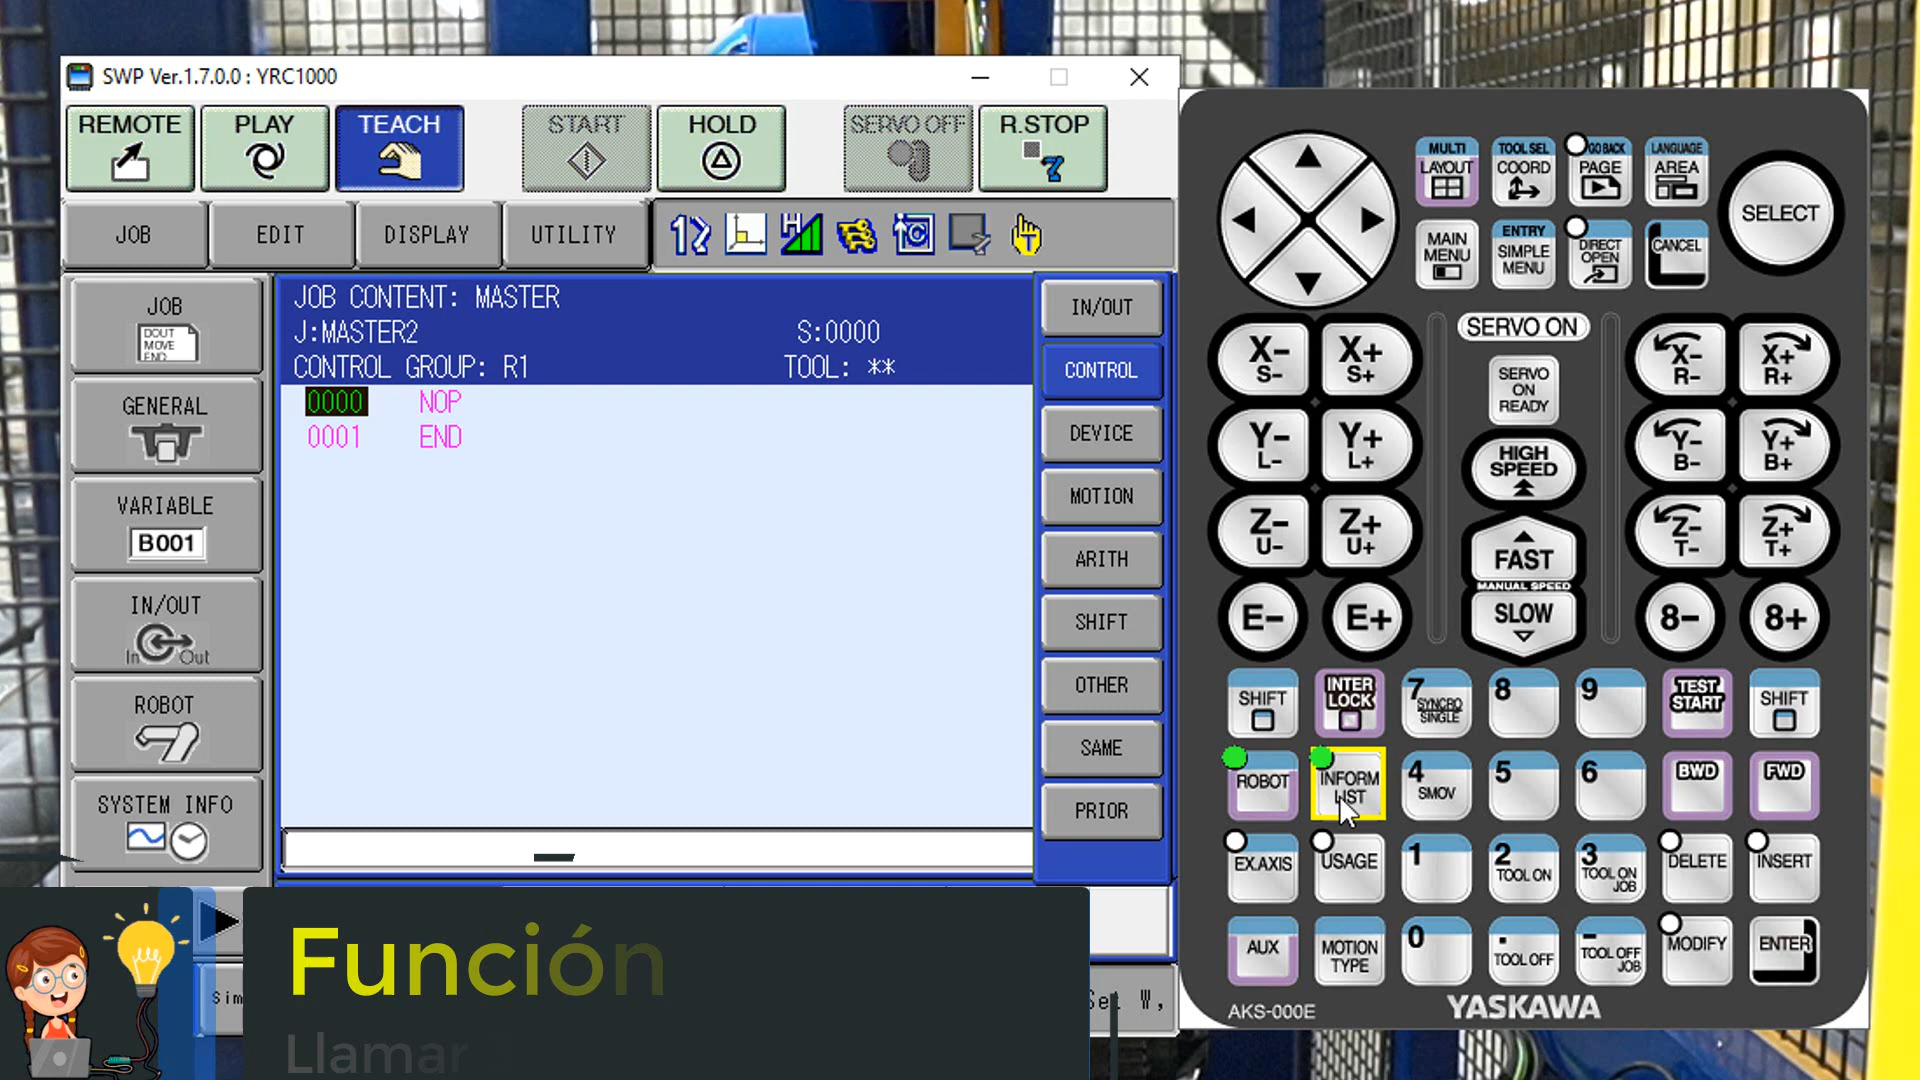 SWP Ver.1.7.0.0 : YRC1000
REMOTE
PLAY
TEACH
START
HOLD
SERVO OFF
R.STOP
JOB
EDIT
DISPLAY
UTILITY
JOB
DOUT
MOVE
END
GENERAL
VARIABLE
B001
IN/OUT
In Out
ROBOT
SYSTEM INFO
JOB CONTENT: MASTER
J:MASTER2 S:0000
CONTROL GROUP: R1 TOOL: **
0000 NOP
0001 END
IN/OUT
CONTROL
DEVICE
MOTION
ARITH
SHIFT
OTHER
SAME
PRIOR
Función
Llamar
MULTI
LAYOUT
TOOL SEL
COORD
GO BACK
PAGE
LANGUAGE
AREA
SELECT
MAIN
MENU
ENTRY
SIMPLE
MENU
DIRECT
OPEN
CANCEL
SERVO ON
SERVO
ON
READY
X-
S-
X+
S+
X-
R-
X+
R+
Y-
L-
Y+
L+
HIGH
SPEED
Y-
B-
Y+
B+
Z-
U-
Z+
U+
FAST
MANUAL SPEED
SLOW
Z-
T-
Z+
T+
E-
E+
8-
8+
SHIFT
INTER
LOCK
7
SYNCRO
SINGLE
8
9
TEST
START
SHIFT
ROBOT
INFORM
LIST
4
SMOV
5
6
BWD
FWD
EX.AXIS
USAGE
1
2
TOOL ON
3
TOOL ON
JOB
DELETE
INSERT
AUX
MOTION
TYPE
0
.
TOOL OFF
-
TOOL OFF
JOB
MODIFY
ENTER
AKS-000E
YASKAWA